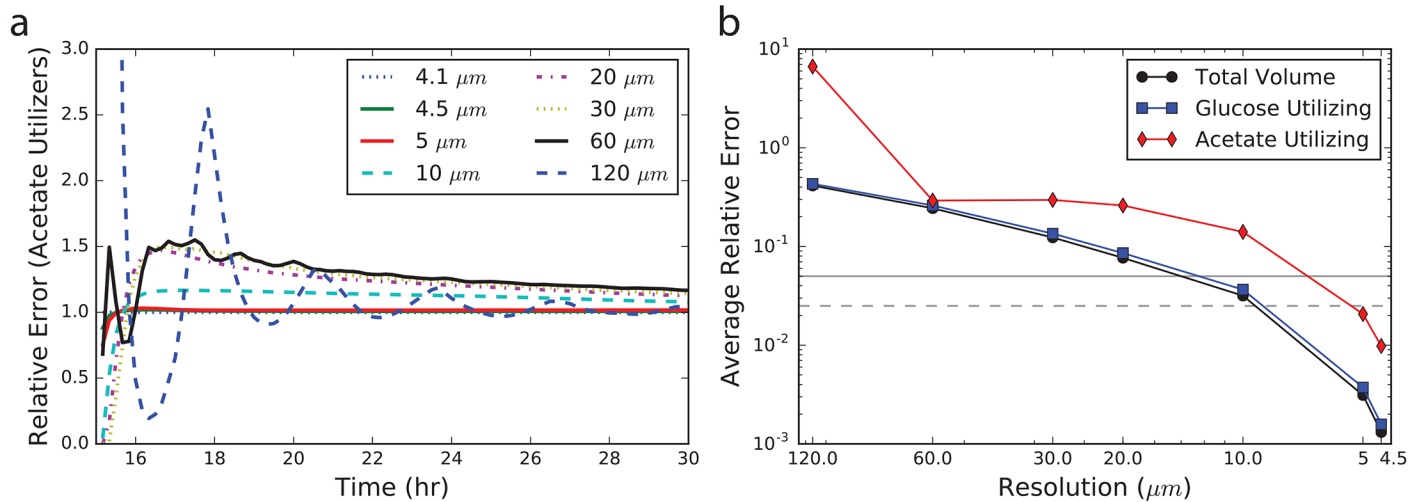 a
Relative Error (Acetate Utilizers)
3.0
2.5
2.0
1.5
1.0
0.5
0.0
16 18 20 22 24 26 28 30
Time (hr)
4.1 μm
4.5 μm
5 μm
10 μm
20 μm
30 μm
60 μm
120 μm
b
Average Relative Error
10^1
10^0
10^-1
10^-2
10^-3
120.0 60.0 30.0 20.0 10.0 5 4.5
Resolution (μm)
Total Volume
Glucose Utilizing
Acetate Utilizing